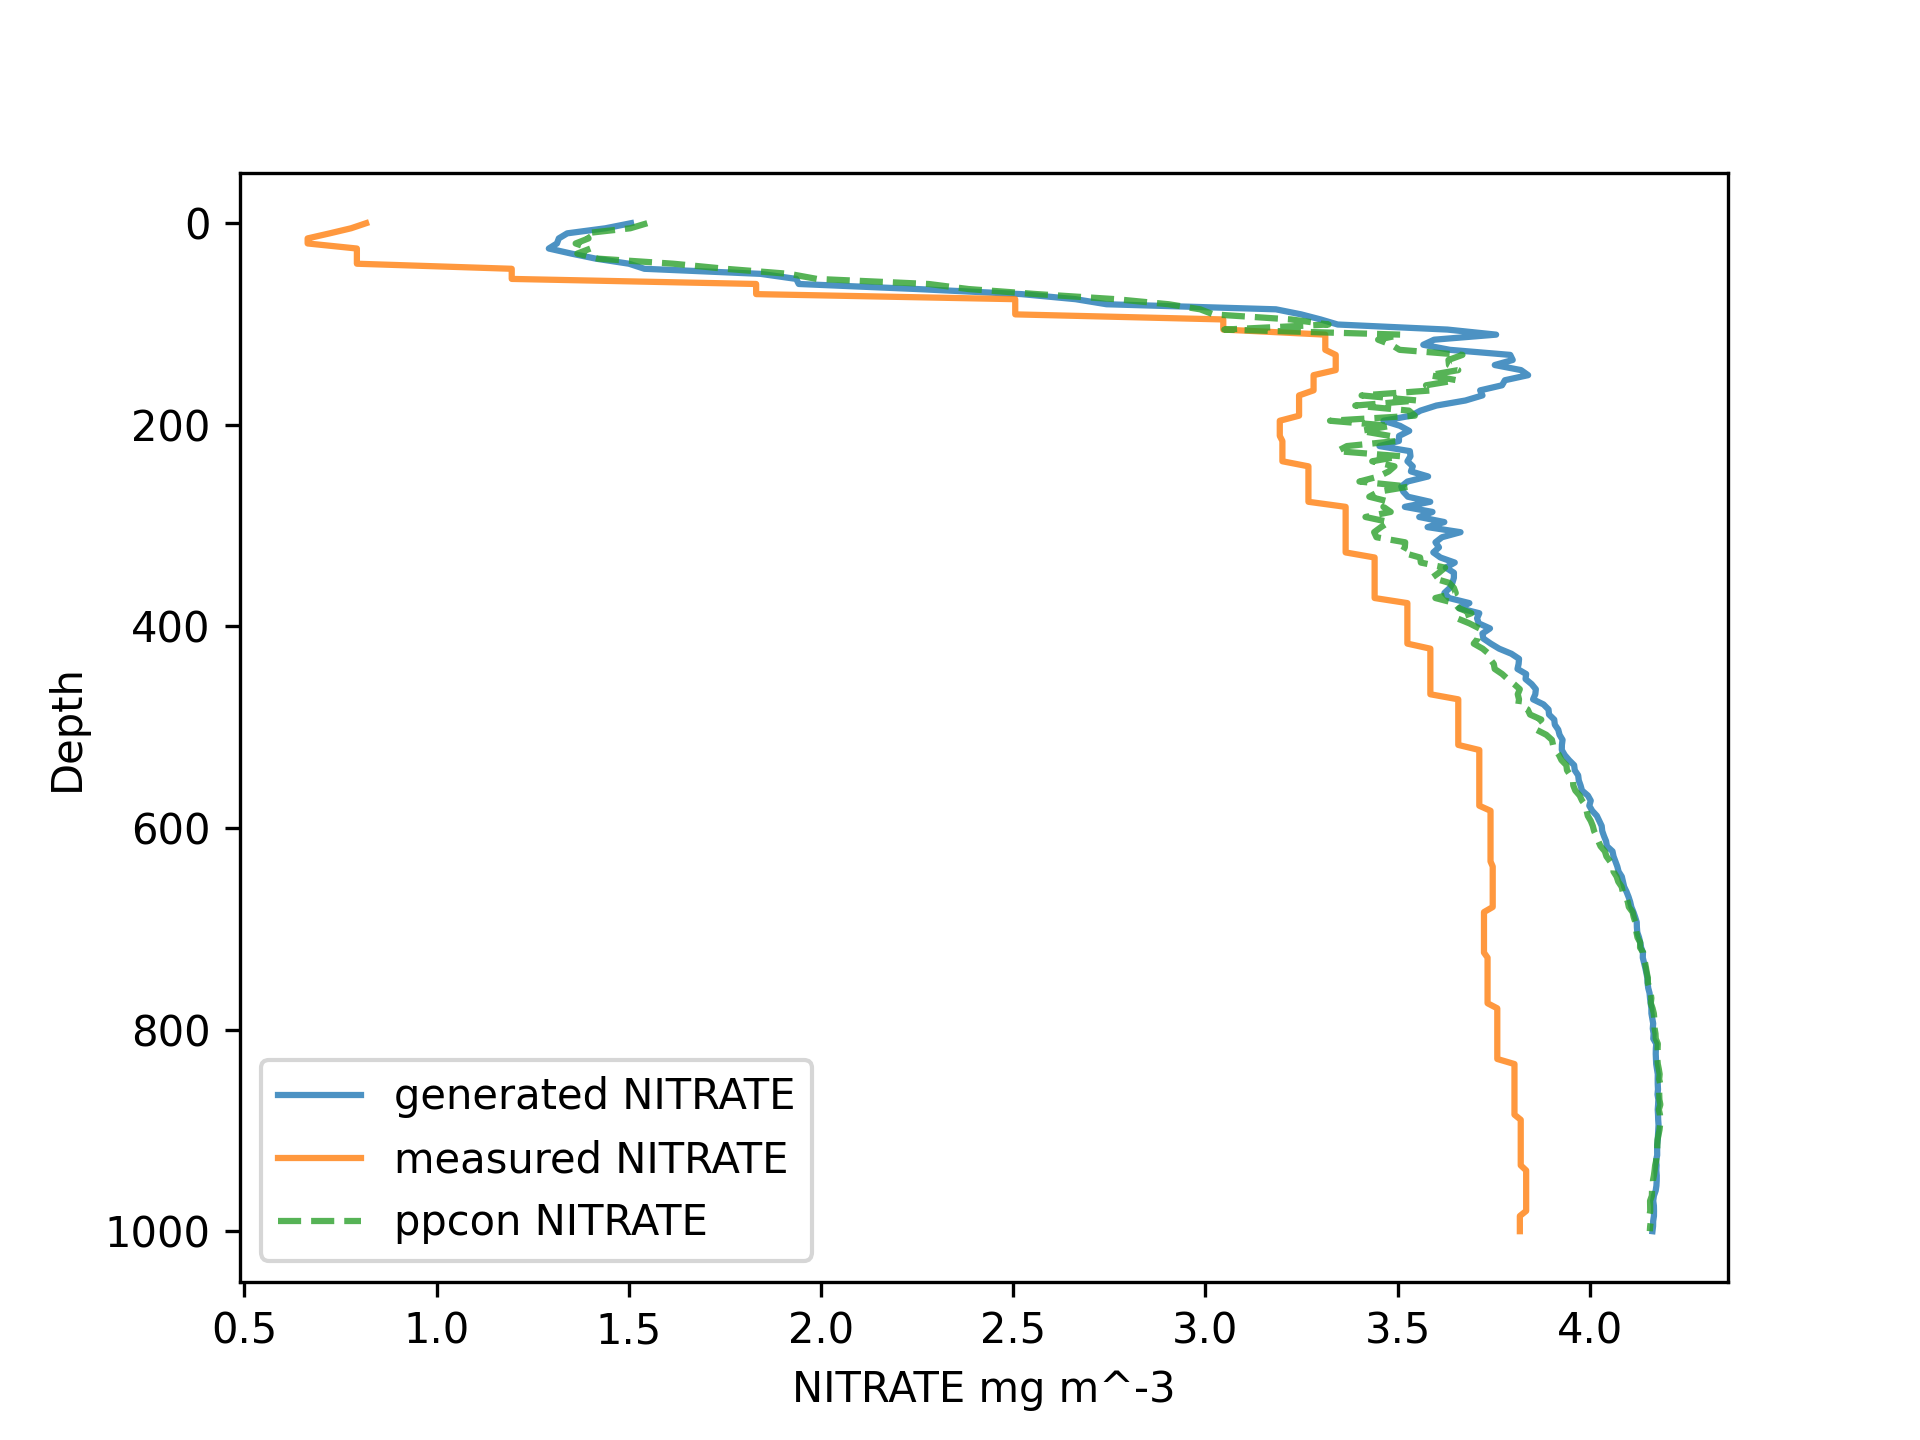 0
200
400
600
800
1000
Depth
generated NITRATE
measured NITRATE
ppcon NITRATE
0.5 1.0 1.5 2.0 2.5 3.0 3.5 4.0
NITRATE mg m^-3